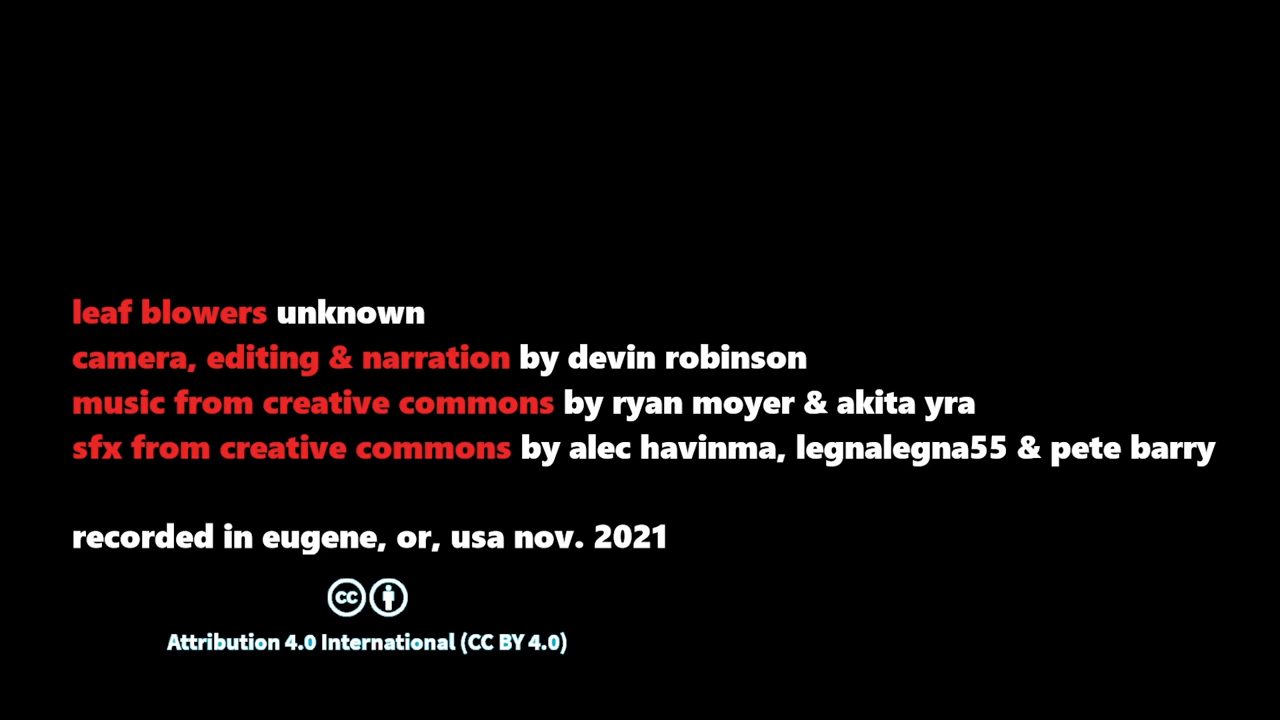 leaf blowers unknown
camera, editing & narration by devin robinson
music from creative commons by ryan moyer & akita yra
sfx from creative commons by alec havinma, legnalegna55 & pete barry
recorded in eugene, or, usa nov. 2021
cc
Attribution 4.0 International (CC BY 4.0)